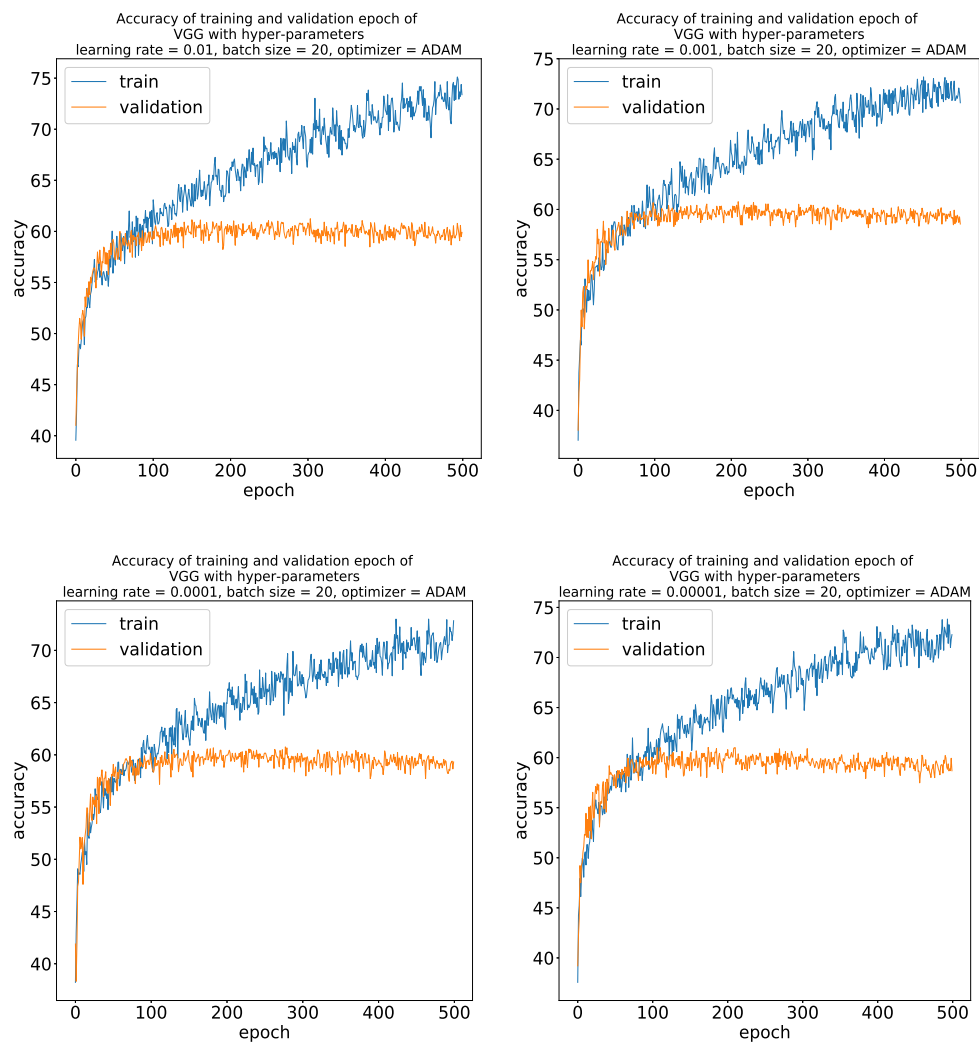 Accuracy of training and validation epoch of
VGG with hyper-parameters
learning rate = 0.01, batch size = 20, optimizer = ADAM
train
validation
75
70
65
60
55
50
45
40
accuracy
0 100 200 300 400 500
epoch
Accuracy of training and validation epoch of
VGG with hyper-parameters
learning rate = 0.001, batch size = 20, optimizer = ADAM
train
validation
75
70
65
60
55
50
45
40
accuracy
0 100 200 300 400 500
epoch
Accuracy of training and validation epoch of
VGG with hyper-parameters
learning rate = 0.0001, batch size = 20, optimizer = ADAM
train
validation
70
65
60
55
50
45
40
accuracy
0 100 200 300 400 500
epoch
Accuracy of training and validation epoch of
VGG with hyper-parameters
learning rate = 0.00001, batch size = 20, optimizer = ADAM
train
validation
75
70
65
60
55
50
45
40
accuracy
0 100 200 300 400 500
epoch